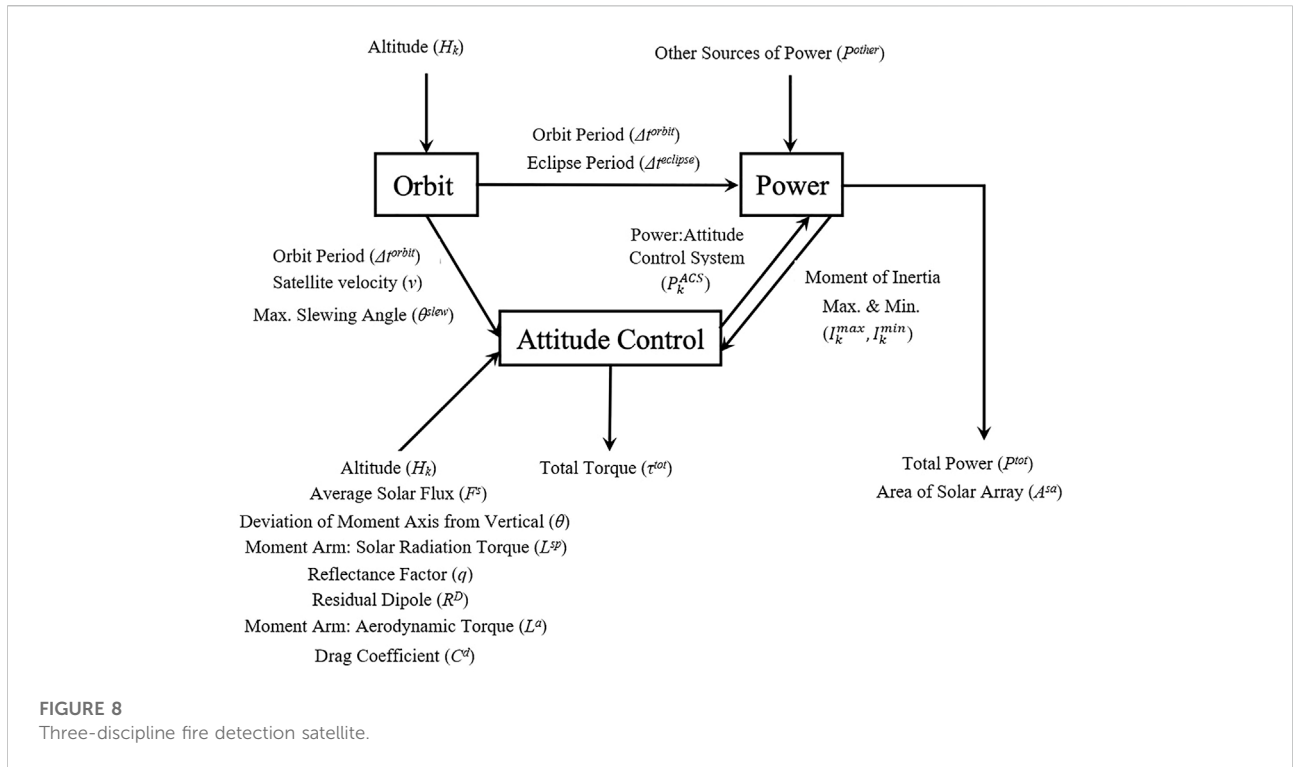 Altitude (Hₖ)
Other Sources of Power (Pᵒᵗʰᵉʳ)
Orbit Period (Δtᵒʳᵇⁱᵗ)
Eclipse Period (Δtᵉᶜˡⁱᵖˢᵉ)
Orbit
Power
Orbit Period (Δtᵒʳᵇⁱᵗ)
Satellite velocity (v)
Max. Slewing Angle (θˢˡᵉʷ)
Power:Attitude
Control System
(Pₖᴬᶜˢ)
Moment of Inertia
Max. & Min.
(Iₖᵐᵃˣ, Iₖᵐⁱⁿ)
Attitude Control
Altitude (Hₖ)
Average Solar Flux (Fˢ)
Deviation of Moment Axis from Vertical (θ)
Moment Arm: Solar Radiation Torque (Lˢᵖ)
Reflectance Factor (q)
Residual Dipole (Rᴰ)
Moment Arm: Aerodynamic Torque (Lᵃ)
Drag Coefficient (Cᵈ)
Total Torque (τᵗᵒᵗ)
Total Power (Pᵗᵒᵗ)
Area of Solar Array (Aˢᵃ)
FIGURE 8
Three-discipline fire detection satellite.